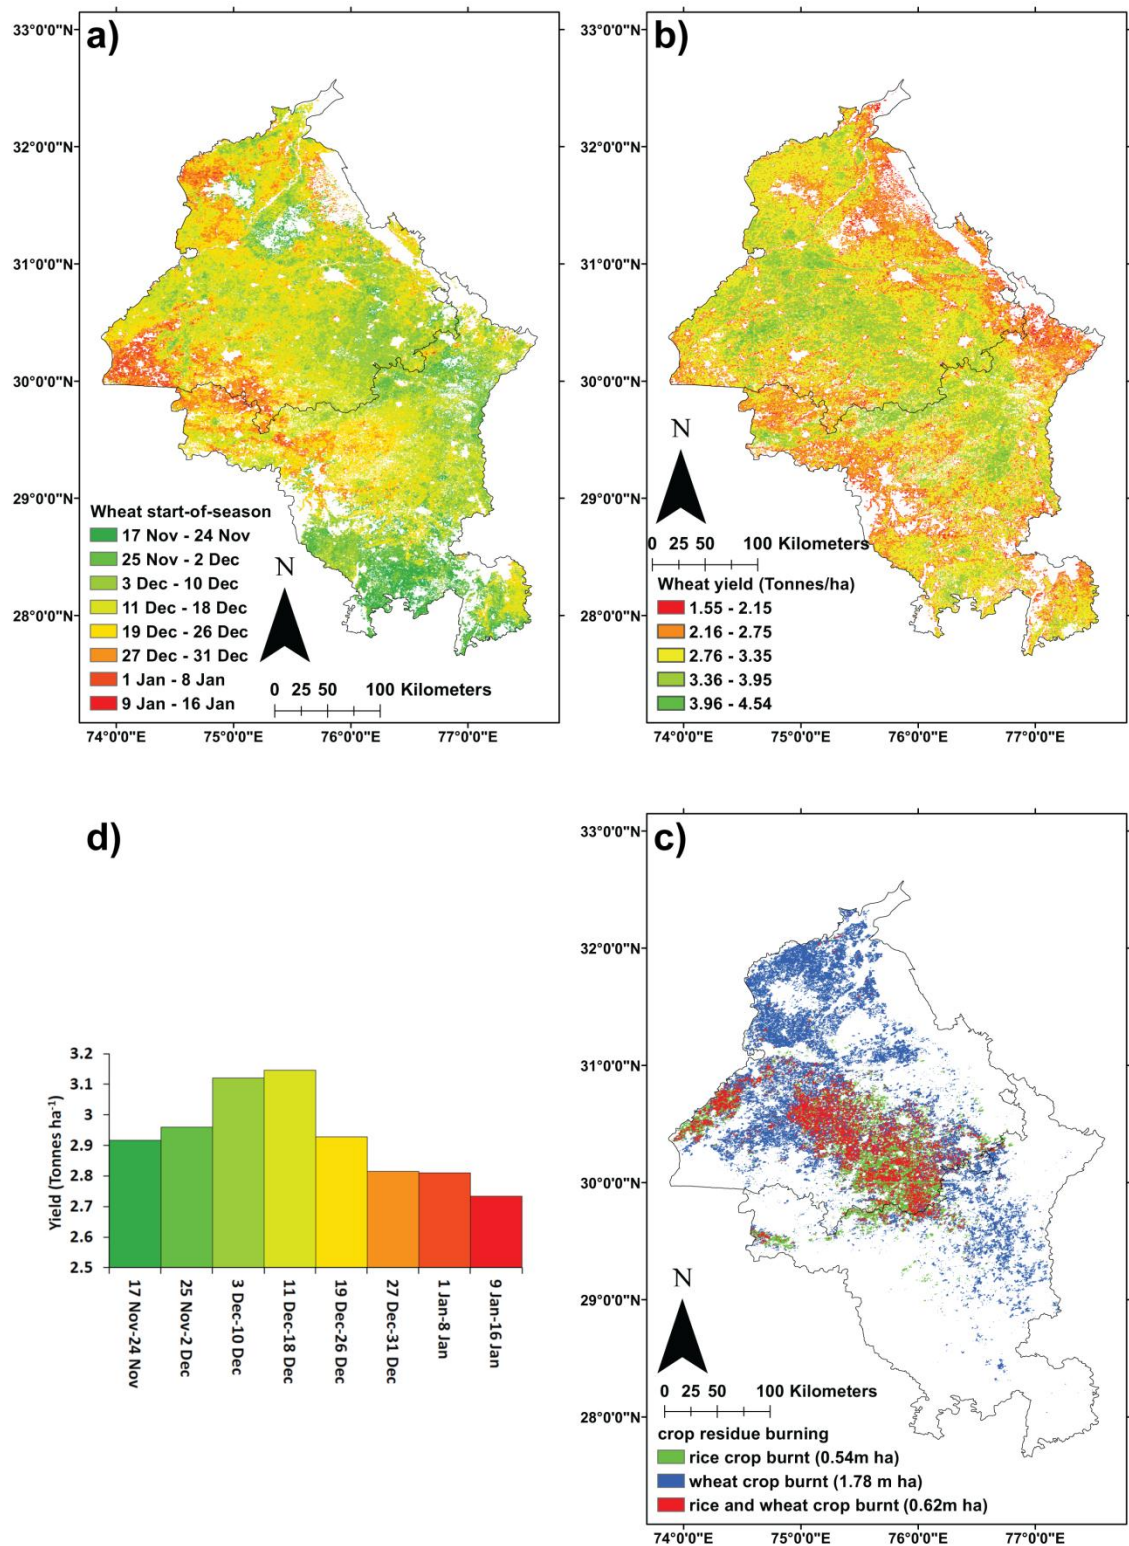 a)
33°0'0"N
32°0'0"N
31°0'0"N
30°0'0"N
29°0'0"N
28°0'0"N
Wheat start-of-season
17 Nov - 24 Nov
25 Nov - 2 Dec
3 Dec - 10 Dec
11 Dec - 18 Dec
19 Dec - 26 Dec
27 Dec - 31 Dec
1 Jan - 8 Jan
9 Jan - 16 Jan
N
0 25 50 100 Kilometers
74°0'0"E 75°0'0"E 76°0'0"E 77°0'0"E
b)
33°0'0"N
32°0'0"N
31°0'0"N
30°0'0"N
29°0'0"N
28°0'0"N
N
0 25 50 100 Kilometers
Wheat yield (Tonnes/ha)
1.55 - 2.15
2.16 - 2.75
2.76 - 3.35
3.36 - 3.95
3.96 - 4.54
74°0'0"E 75°0'0"E 76°0'0"E 77°0'0"E
d)
Yield (Tonnes ha⁻¹)
3.2
3.1
3
2.9
2.8
2.7
2.6
2.5
17 Nov-24 Nov
25 Nov-2 Dec
3 Dec-10 Dec
11 Dec-18 Dec
19 Dec-26 Dec
27 Dec-31 Dec
1 Jan-8 Jan
9 Jan-16 Jan
c)
33°0'0"N
32°0'0"N
31°0'0"N
30°0'0"N
29°0'0"N
28°0'0"N
N
0 25 50 100 Kilometers
crop residue burning
rice crop burnt (0.54m ha)
wheat crop burnt (1.78 m ha)
rice and wheat crop burnt (0.62m ha)
74°0'0"E 75°0'0"E 76°0'0"E 77°0'0"E